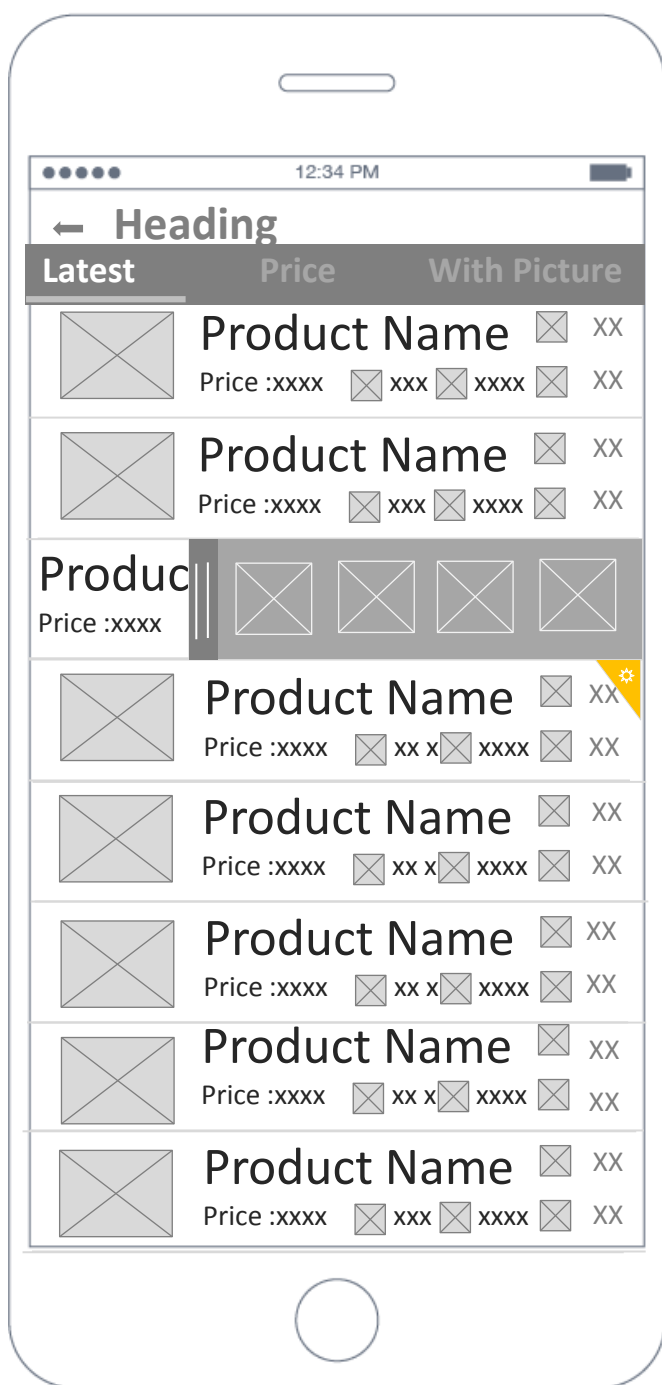 12:34 PM
Heading
Latest Price With Picture
Product Name XX
Price :xxxx xxx xxxx XX
Product Name XX
Price :xxxx xxx xxxx XX
Produc
Price :xxxx
Product Name XX
Price :xxxx xx x xxxx XX
Product Name XX
Price :xxxx xx x xxxx XX
Product Name XX
Price :xxxx xx x xxxx XX
Product Name XX
Price :xxxx xx x xxxx XX
Product Name XX
Price :xxxx xxx xxxx XX